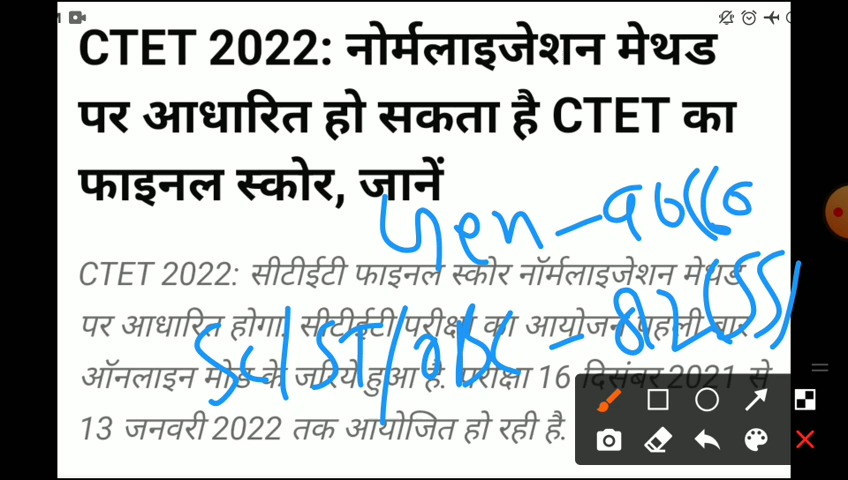 CTET 2022: नोर्मलाइजेशन मेथड
पर आधारित हो सकता है CTET का
फाइनल स्कोर, जानें
Gen -
CTET 2022: सीटीईटी फाइनल स्कोर नॉर्मलाइजेशन मेथड
पर आधारित होगा. सीटीईटी परीक्षा का आयोजन पहली बार
SC/ST/OBC - 82(55)
ऑनलाइन मोड के जरिये हुआ है. परीक्षा 16 दिसंबर 2021 से
13 जनवरी 2022 तक आयोजित हो रही है.